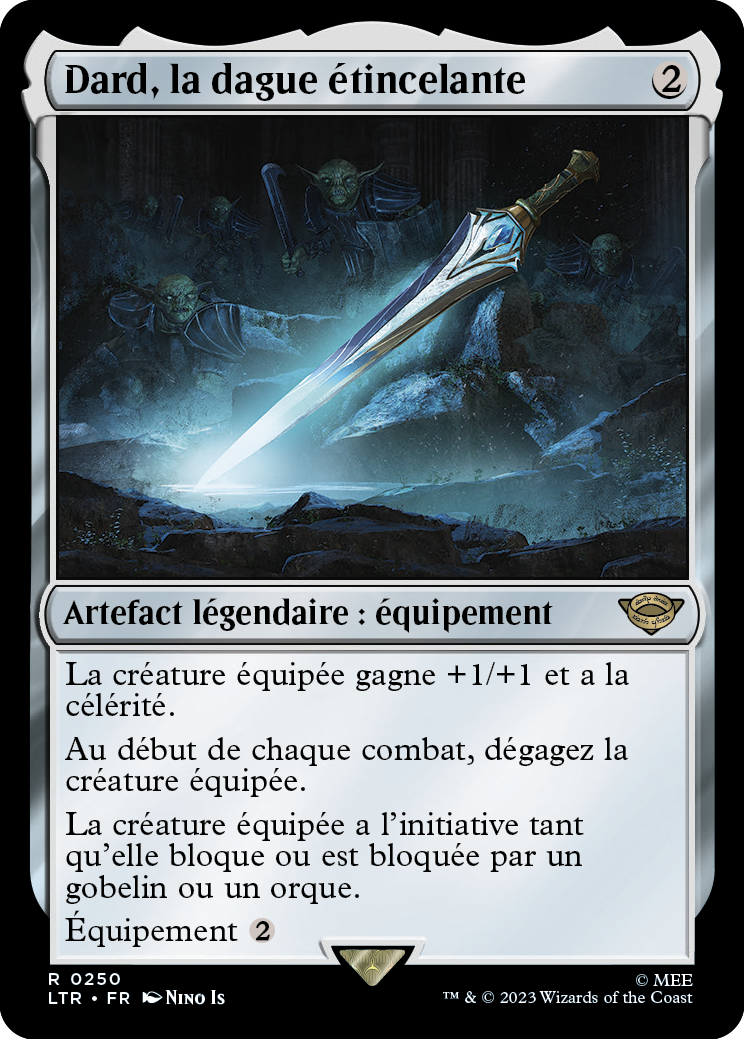 Dard, la dague étincelante 2
Artefact légendaire : équipement
La créature équipée gagne +1/+1 et a la
célérité.
Au début de chaque combat, dégagez la
créature équipée.
La créature équipée a l'initiative tant
qu'elle bloque ou est bloquée par un
gobelin ou un orque.
Équipement 2
R 0250
LTR • FR Nino Is
© MEE
™ & © 2023 Wizards of the Coast